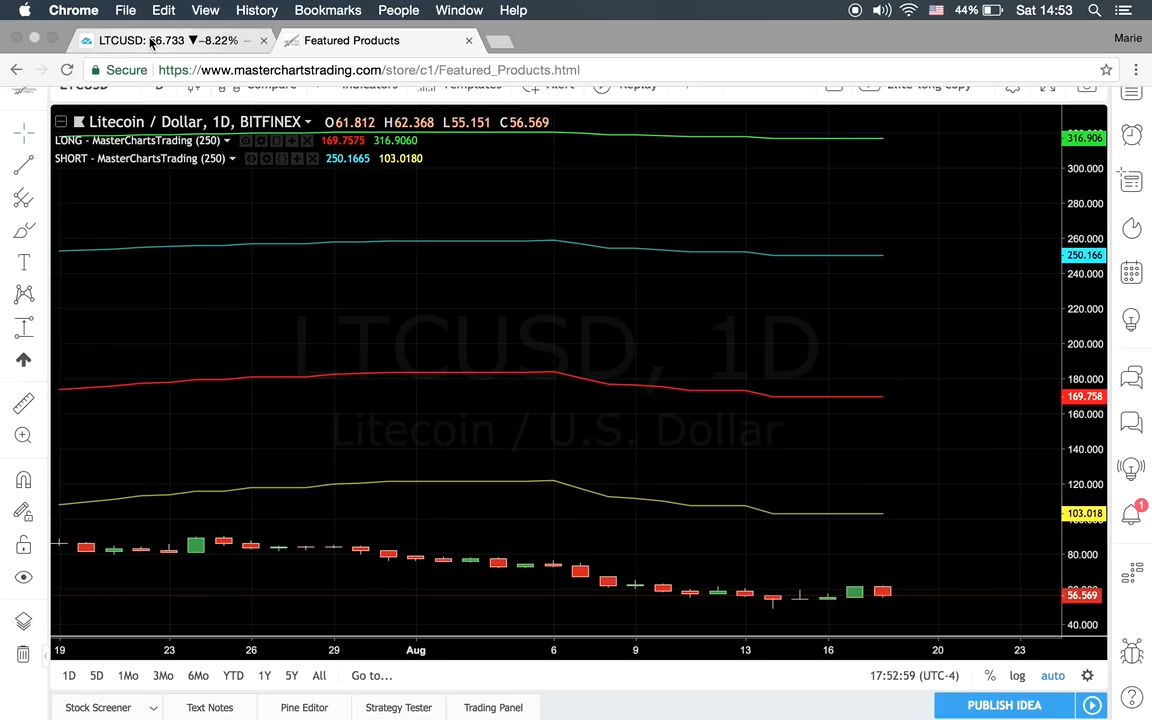 Chrome File Edit View History Bookmarks People Window Help 44% Sat 14:53
LTCUSD: 56.733 ▼−8.22% − Featured Products
Marie
Secure https://www.masterchartstrading.com/store/c1/Featured_Products.net
Litecoin / Dollar, 1D, BITFINEX O61.812 H62.368 L55.151 C56.569
LONG - MasterChartsTrading (250) 169.7575 316.9060
SHORT - MasterChartsTrading (250) 250.1665 103.0180
316.906
300.000
280.000
260.000
250.166
240.000
220.000
200.000
180.000
169.758
160.000
140.000
120.000
103.018
80.000
56.569
40.000
LTCUSD, 1D
Litecoin / U.S. Dollar
19 23 26 29 Aug 6 9 13 16 20 23
1D 5D 1Mo 3Mo 6Mo YTD 1Y 5Y All Go to... 17:52:59 (UTC-4) % log auto
Stock Screener Text Notes Pine Editor Strategy Tester Trading Panel PUBLISH IDEA
1